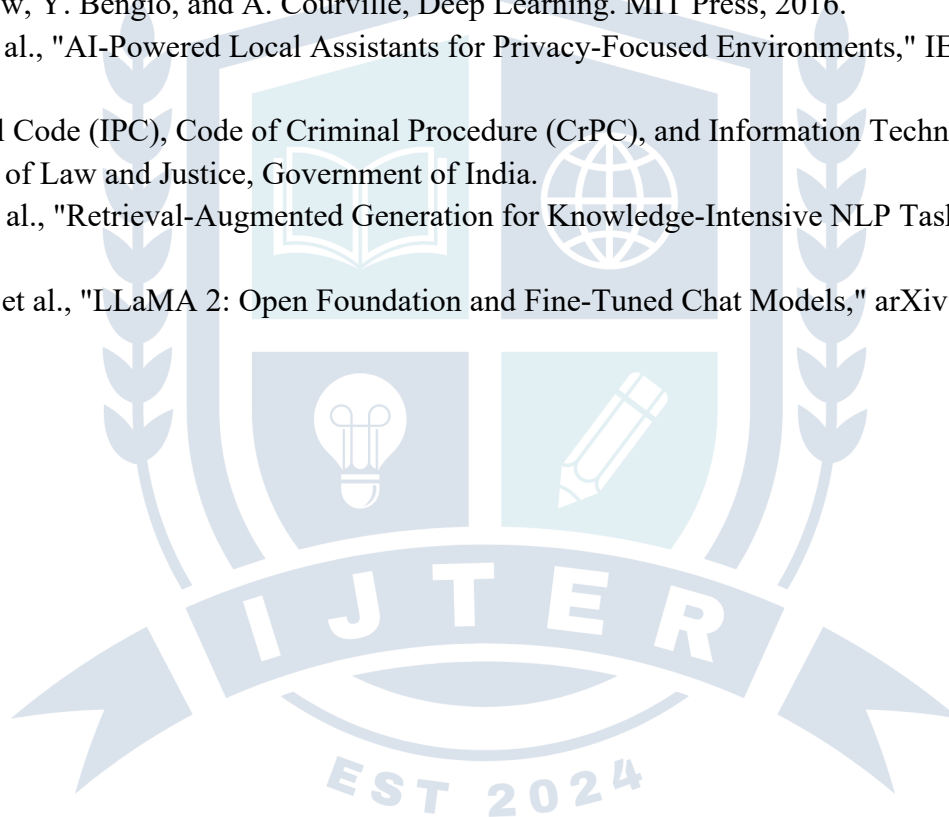 w, Y. Bengio, and A. Courville, Deep Learning. MIT Press, 2016.
al., "AI-Powered Local Assistants for Privacy-Focused Environments," IE
l Code (IPC), Code of Criminal Procedure (CrPC), and Information Techn
of Law and Justice, Government of India.
al., "Retrieval-Augmented Generation for Knowledge-Intensive NLP Tas
et al., "LLaMA 2: Open Foundation and Fine-Tuned Chat Models," arXiv
IJTER
EST 2024